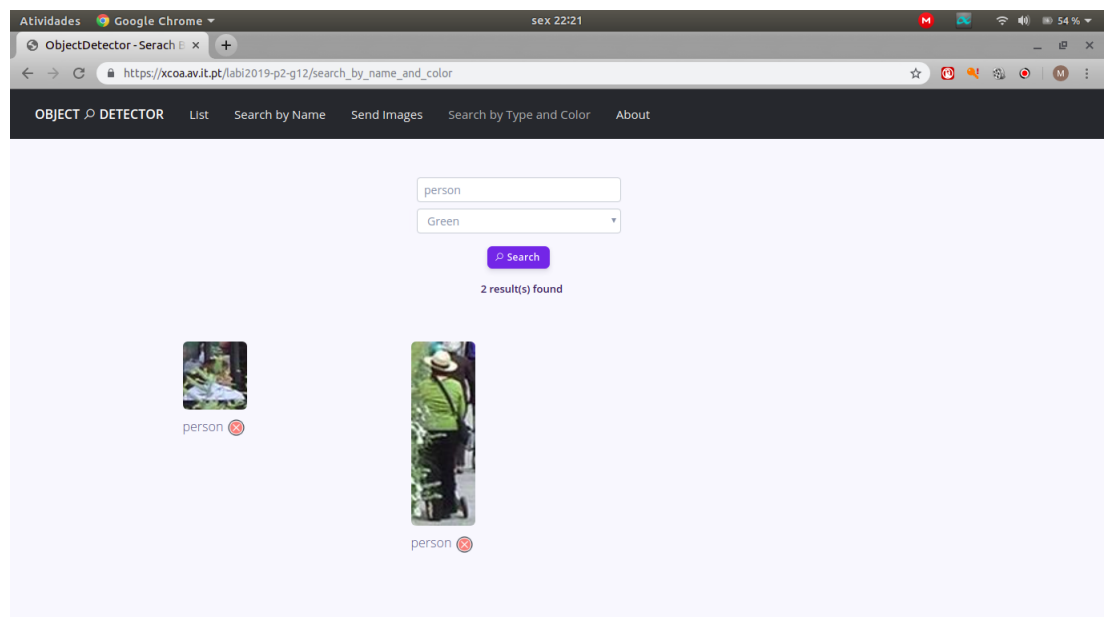 Atividades Google Chrome sex 22:21 54 %
ObjectDetector - Serach B
https://xcoa.av.it.pt/labi2019-p2-g12/search_by_name_and_color
OBJECT DETECTOR List Search by Name Send Images Search by Type and Color About
person
Green
Search
2 result(s) found
person
person